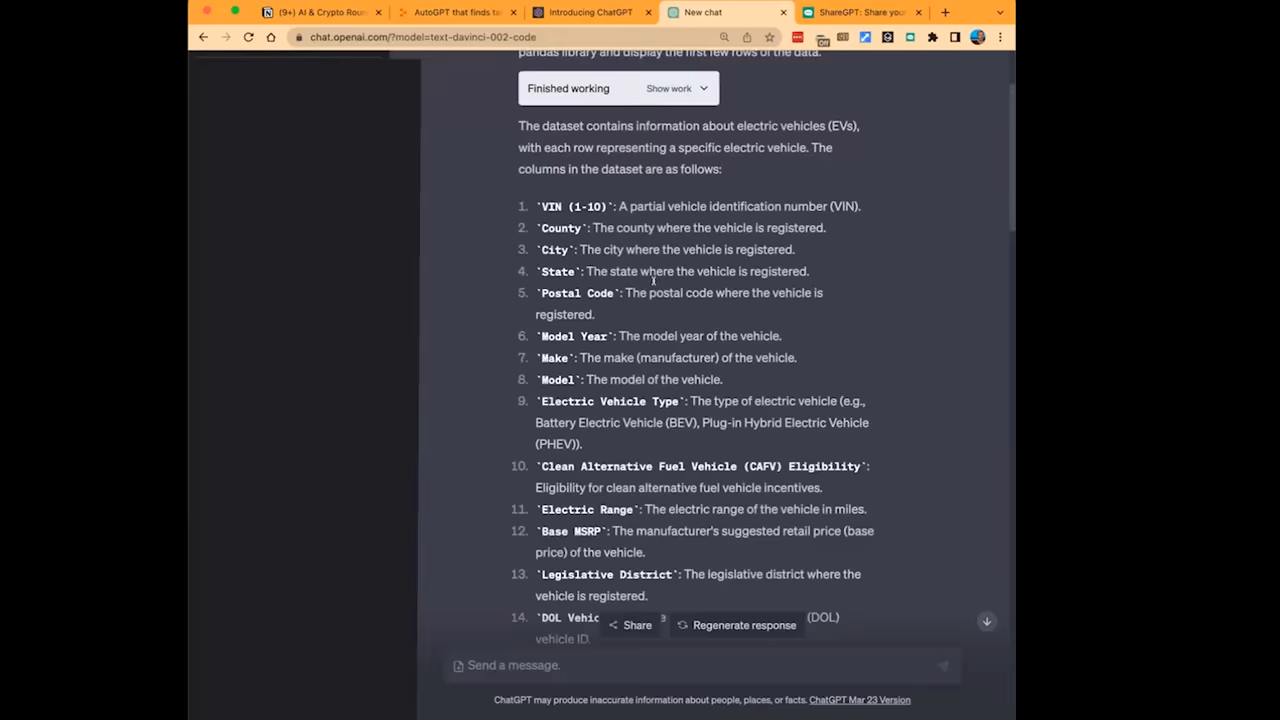 (9+) AI & Crypto Rou
AutoGPT that finds ta
Introducing ChatGPT
New chat
ShareGPT: Share your
chat.openai.com/?model=text-davinci-002-code
Off
pandas library and display the first few rows of the data.
Finished working
Show work
The dataset contains information about electric vehicles (EVs),
with each row representing a specific electric vehicle. The
columns in the dataset are as follows:
1. `VIN (1-10)`: A partial vehicle identification number (VIN).
2. `County`: The county where the vehicle is registered.
3. `City`: The city where the vehicle is registered.
4. `State`: The state where the vehicle is registered.
5. `Postal Code`: The postal code where the vehicle is
registered.
6. `Model Year`: The model year of the vehicle.
7. `Make`: The make (manufacturer) of the vehicle.
8. `Model`: The model of the vehicle.
9. `Electric Vehicle Type`: The type of electric vehicle (e.g.,
Battery Electric Vehicle (BEV), Plug-in Hybrid Electric Vehicle
(PHEV)).
10. `Clean Alternative Fuel Vehicle (CAFV) Eligibility`:
Eligibility for clean alternative fuel vehicle incentives.
11. `Electric Range`: The electric range of the vehicle in miles.
12. `Base MSRP`: The manufacturer's suggested retail price (base
price) of the vehicle.
13. `Legislative District`: The legislative district where the
vehicle is registered.
14. `DOL Vehic (DOL)
vehicle ID.
Share
Regenerate response
Send a message.
ChatGPT may produce inaccurate information about people, places, or facts. ChatGPT Mar 23 Version